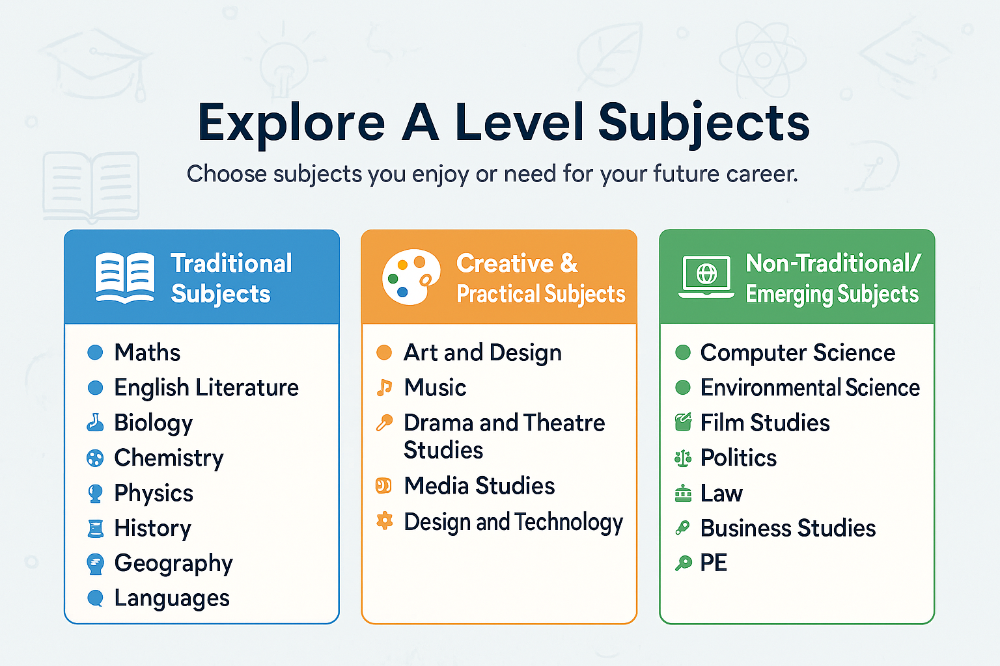 Explore A Level Subjects
Choose subjects you enjoy or need for your future career.
Traditional
Subjects
Maths
English Literature
Biology
Chemistry
Physics
History
Geography
Languages
Creative &
Practical Subjects
Art and Design
Music
Drama and Theatre
Studies
Media Studies
Design and Technology
Non-Traditional/
Emerging Subjects
Computer Science
Environmental Science
Film Studies
Politics
Law
Business Studies
PE